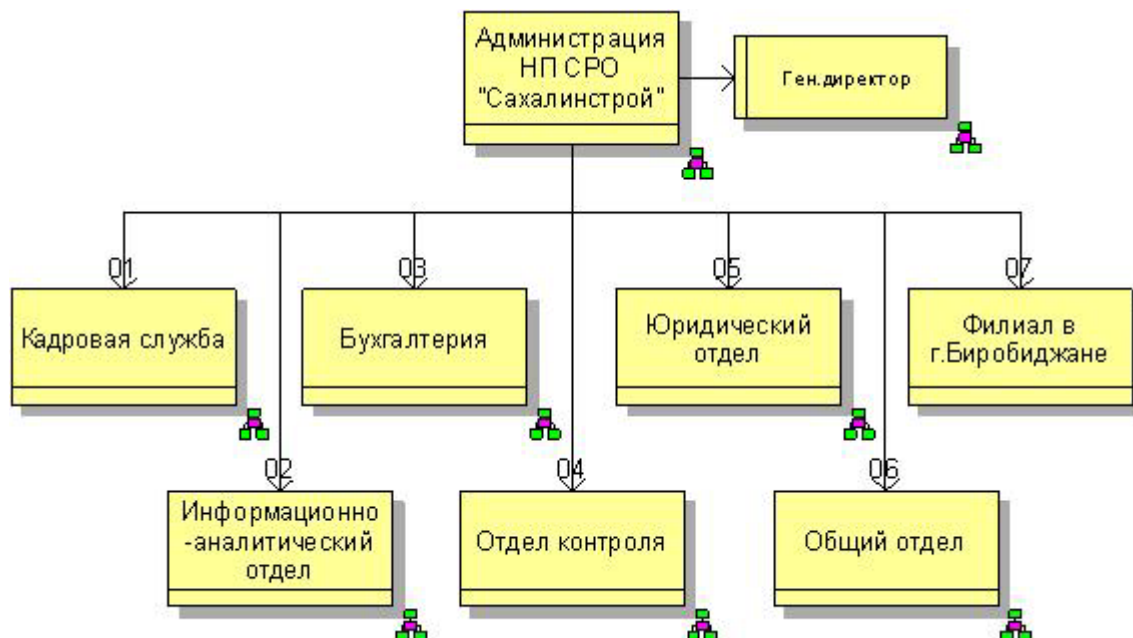 Администрация
НП СРО
"Сахалинстрой"
Ген.директор
01
03
05
07
Кадровая служба
Бухгалтерия
Юридический
отдел
Филиал в
г.Биробиджане
02
04
06
Информационно
-аналитический
отдел
Отдел контроля
Общий отдел